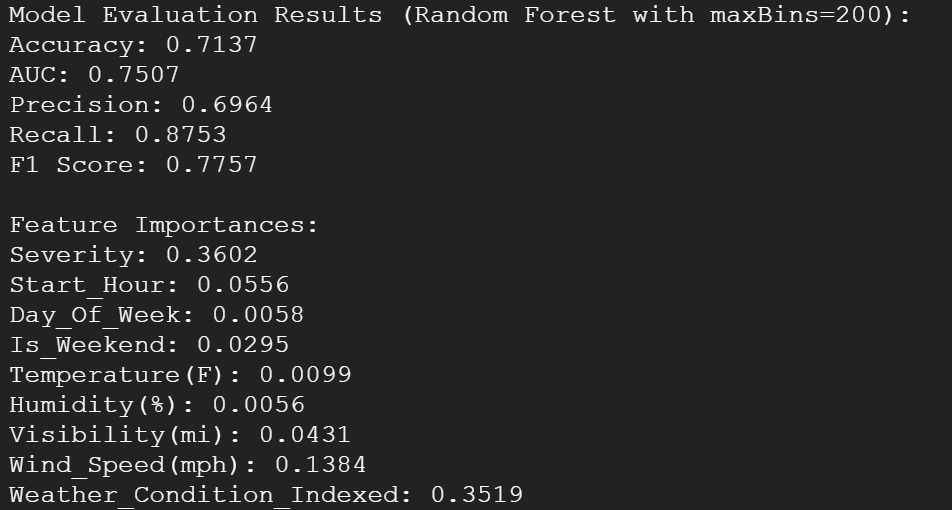 Model Evaluation Results (Random Forest with maxBins=200):
Accuracy: 0.7137
AUC: 0.7507
Precision: 0.6964
Recall: 0.8753
F1 Score: 0.7757

Feature Importances:
Severity: 0.3602
Start_Hour: 0.0556
Day_Of_Week: 0.0058
Is_Weekend: 0.0295
Temperature(F): 0.0099
Humidity(%): 0.0056
Visibility(mi): 0.0431
Wind_Speed(mph): 0.1384
Weather_Condition_Indexed: 0.3519